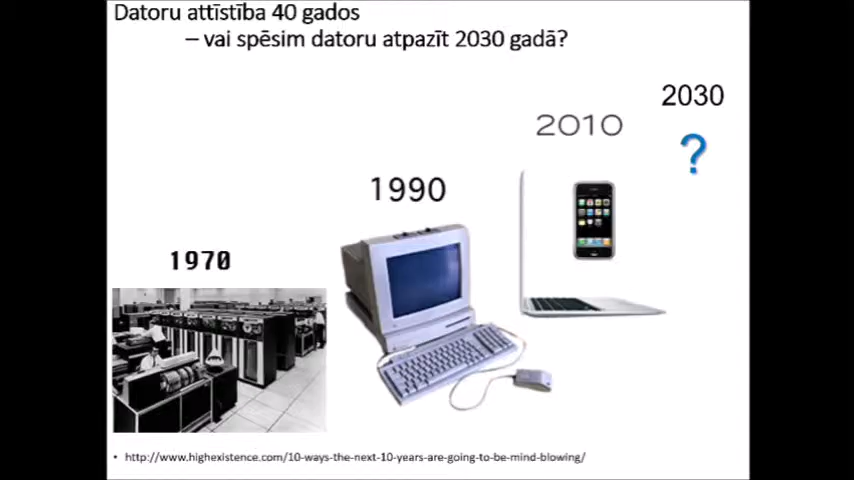 Datoru attīstība 40 gados
– vai spēsim datoru atpazīt 2030 gadā?
2030
2010
?
1990
1970
• http://www.highexistence.com/10-ways-the-next-10-years-are-going-to-be-mind-blowing/